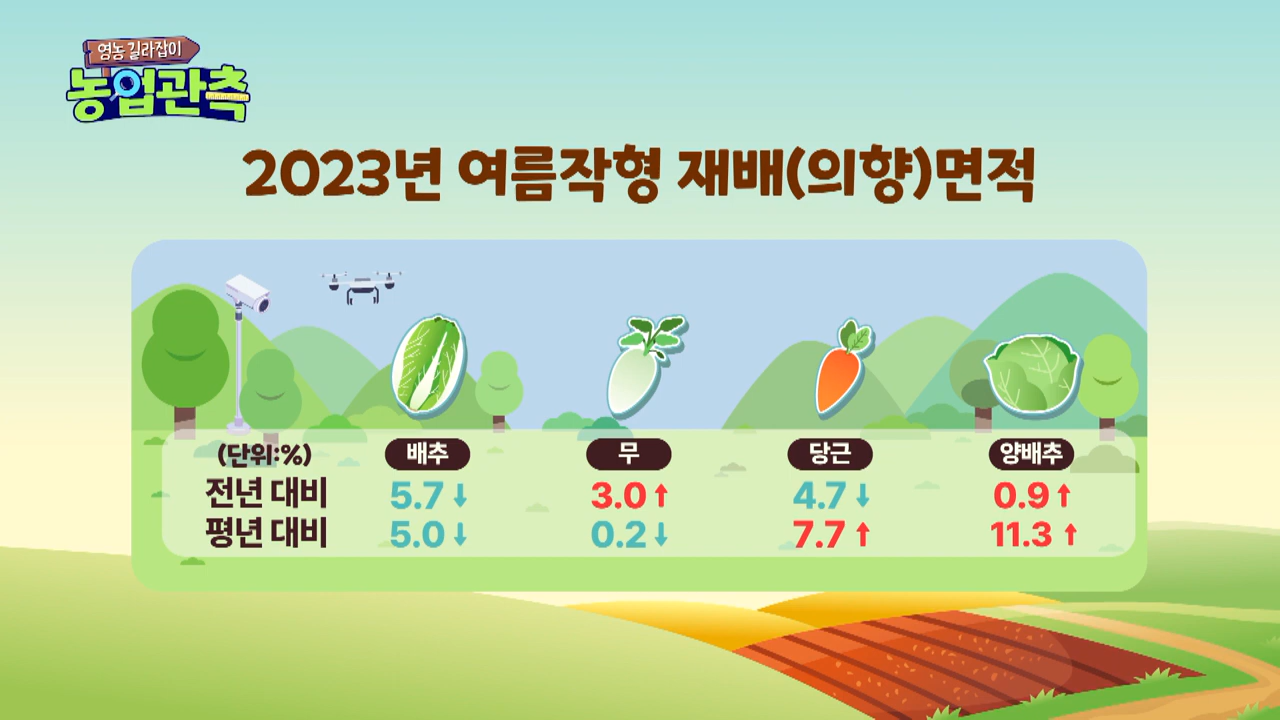 영농 길라잡이
농업관측
2023년 여름작형 재배(의향)면적
(단위:%) 배추 무 당근 양배추
전년 대비 5.7↓ 3.0↑ 4.7↓ 0.9↑
평년 대비 5.0↓ 0.2↓ 7.7↑ 11.3↑